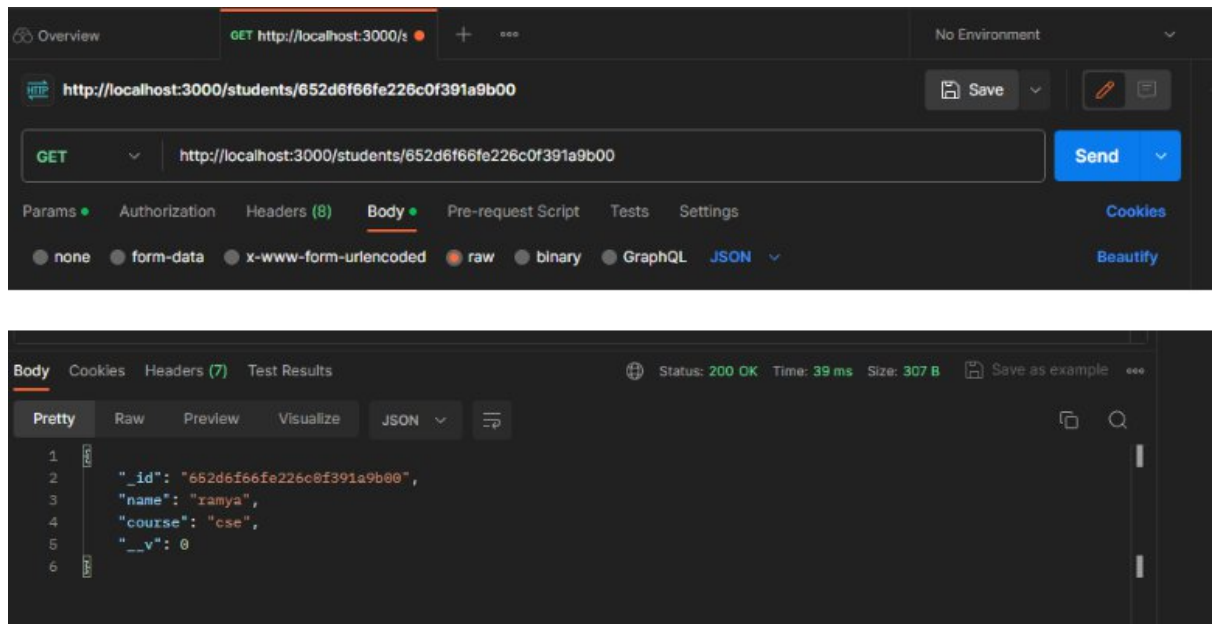 Overview GET http://localhost:3000/s No Environment
HTTP http://localhost:3000/students/652d6f66fe226c0f391a9b00 Save
GET http://localhost:3000/students/652d6f66fe226c0f391a9b00 Send
Params Authorization Headers (8) Body Pre-request Script Tests Settings Cookies
none form-data x-www-form-urlencoded raw binary GraphQL JSON Beautify
Body Cookies Headers (7) Test Results Status: 200 OK Time: 39 ms Size: 307 B Save as example
Pretty Raw Preview Visualize JSON
1 {
2 "_id": "652d6f66fe226c0f391a9b00",
3 "name": "ramya",
4 "course": "cse",
5 "__v": 0
6 }